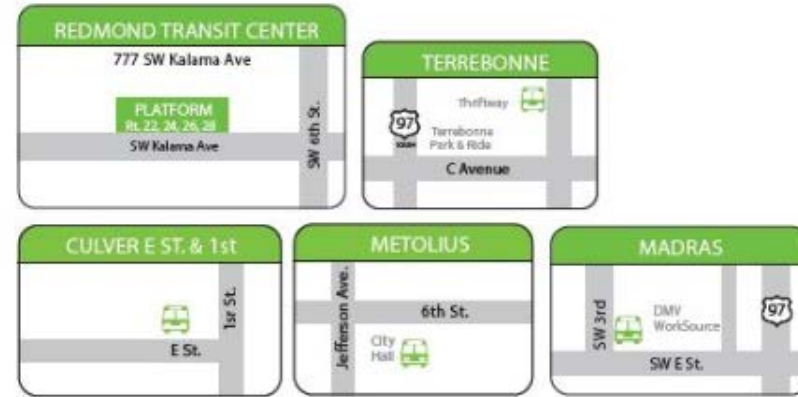 REDMOND TRANSIT CENTER
777 SW Kalama Ave
PLATFORM
Rt. 22, 24, 26, 28
SW Kalama Ave
SW 6th St.
TERREBONNE
Thriftway
97
SOUTH
Terrabonne
Park & Ride
C Avenue
CULVER E ST. & 1st
1sr St.
E St.
METOLIUS
Jefferson Ave.
6th St.
City
Hall
MADRAS
SW 3rd
DMV
WorkSource
97
SW E St.